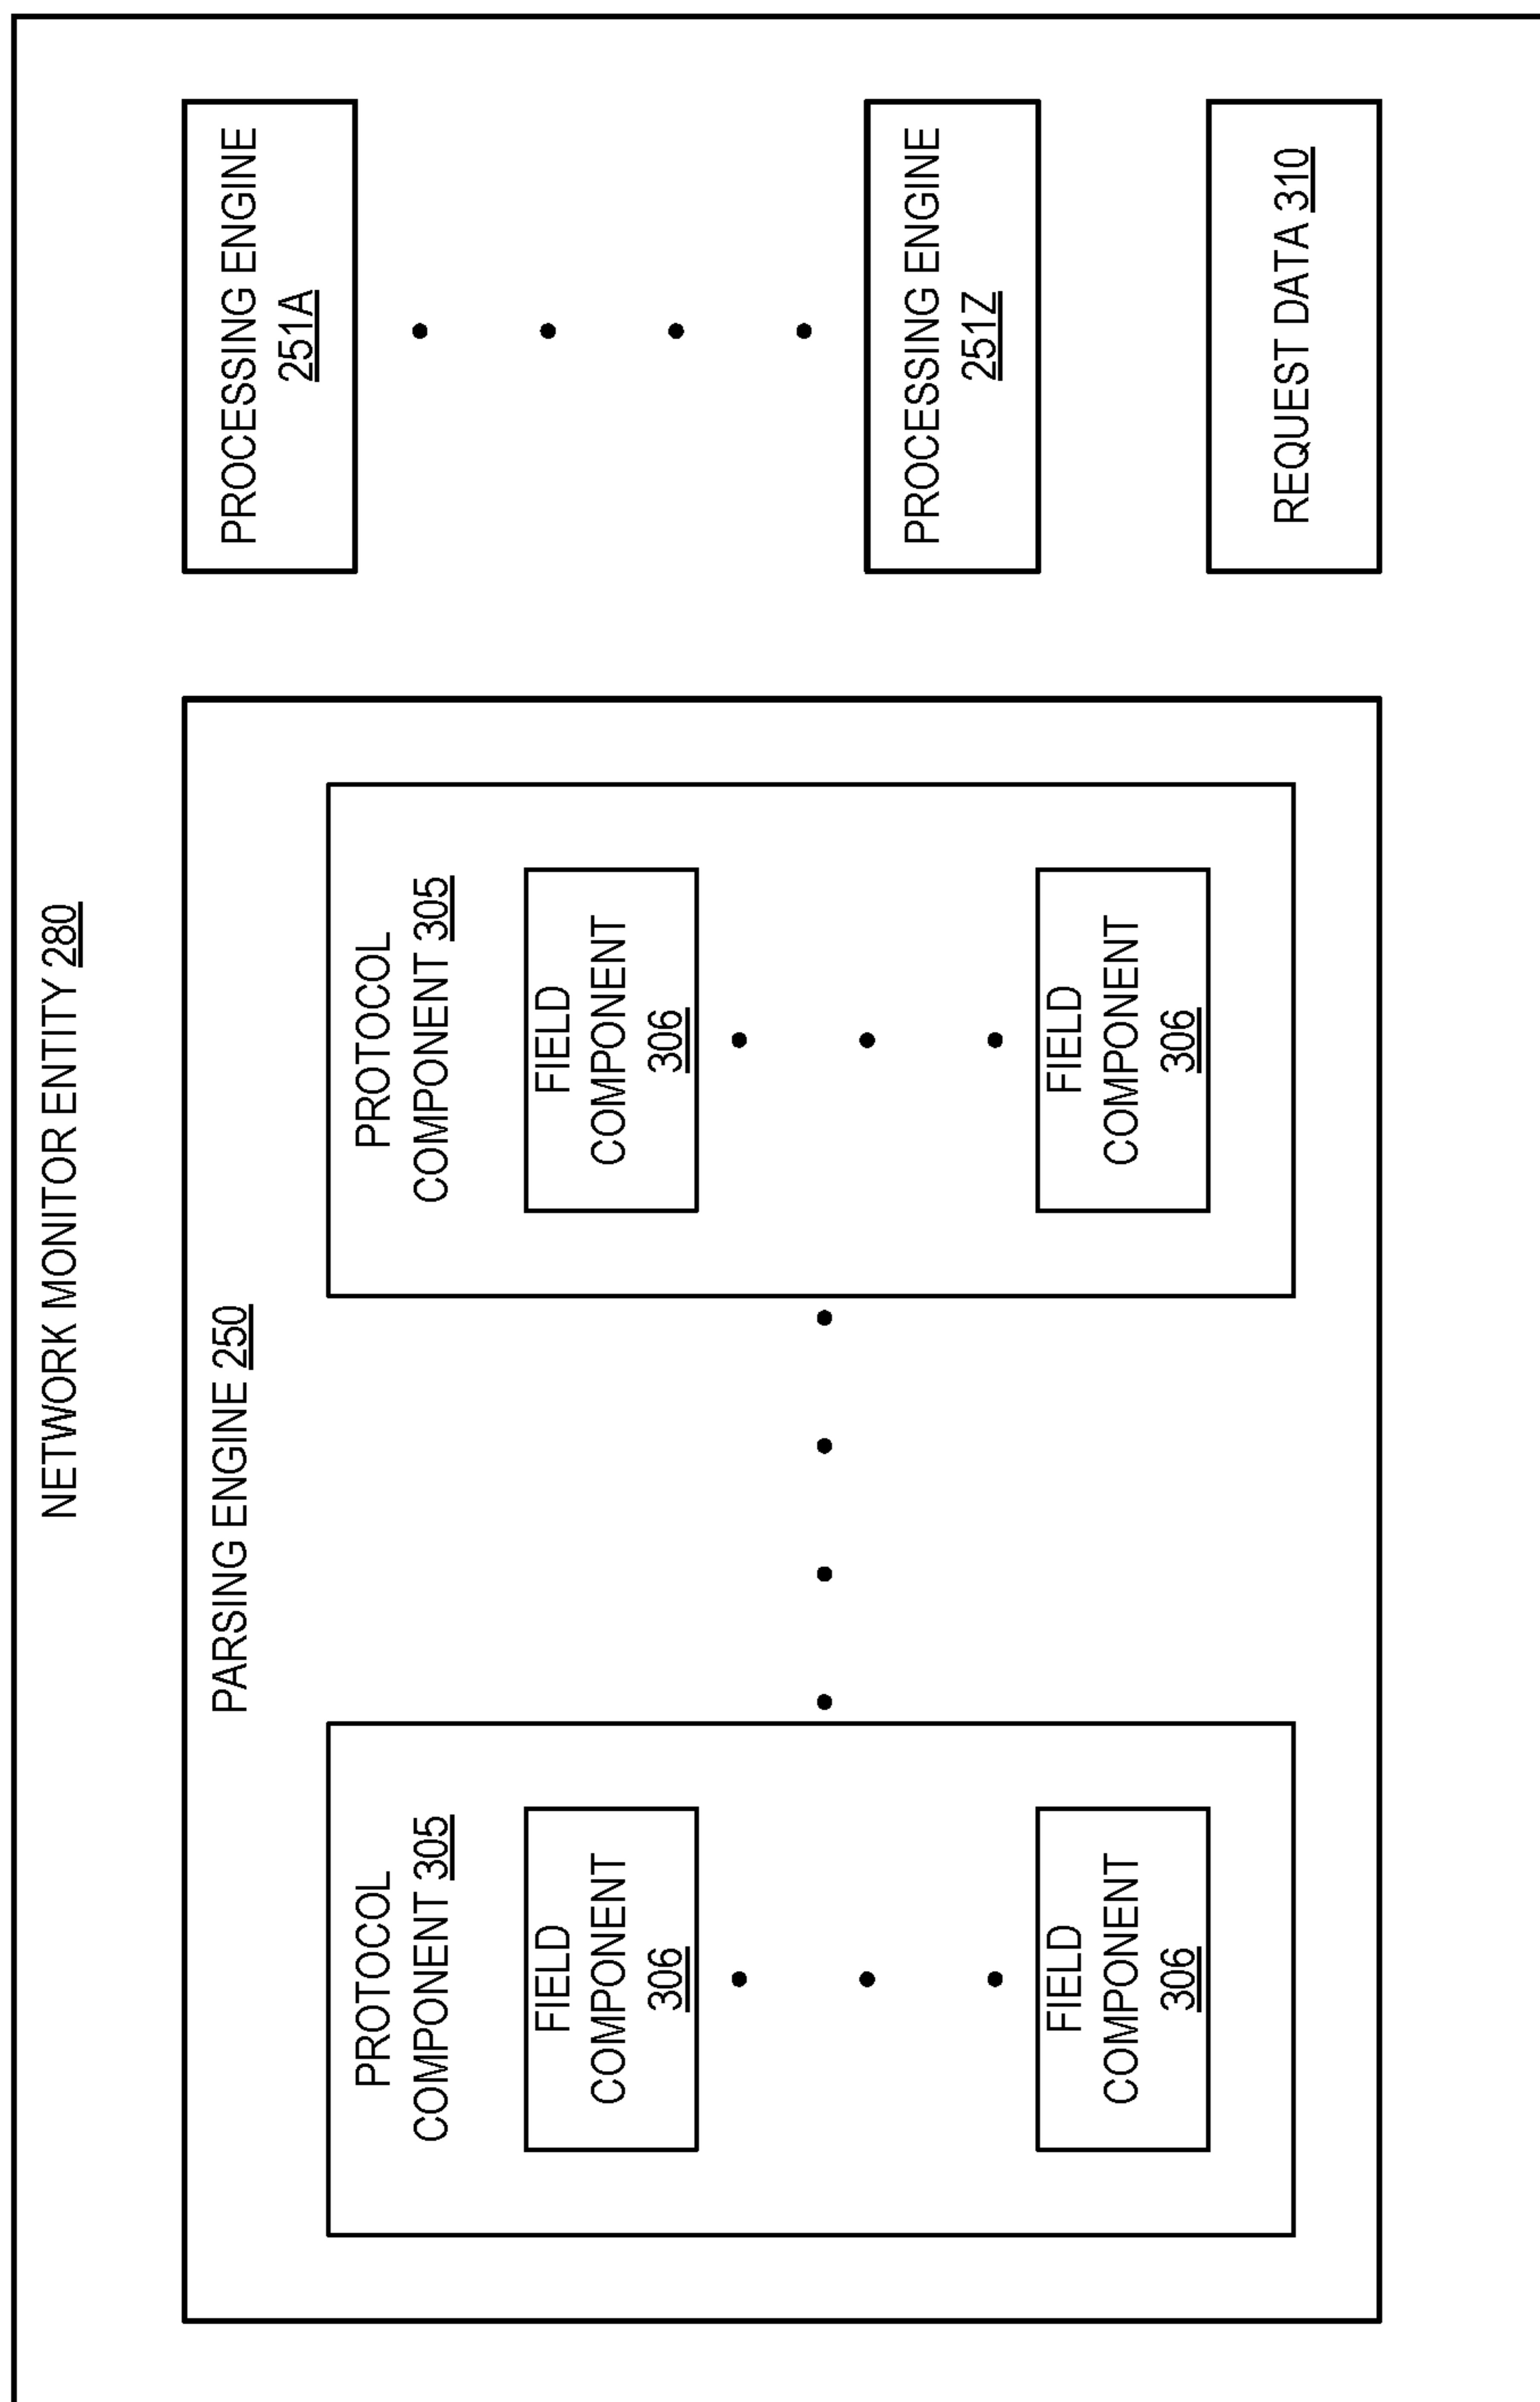 NETWORK MONITOR ENTITY 280
PARSING ENGINE 250
PROTOCOL
COMPONENT 305
FIELD
COMPONENT
306
FIELD
COMPONENT
306
PROTOCOL
COMPONENT 305
FIELD
COMPONENT
306
FIELD
COMPONENT
306
PROCESSING ENGINE
251A
PROCESSING ENGINE
251Z
REQUEST DATA 310